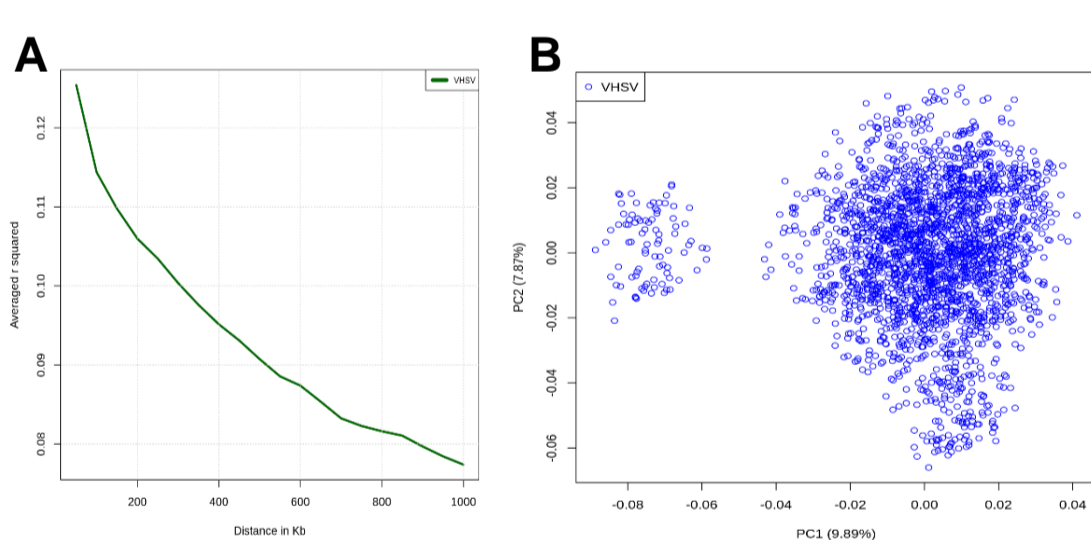 A
VHSV
0.12
0.11
0.10
0.09
0.08
Averaged r squared
200
400
600
800
1000
Distance in Kb
B
VHSV
0.04
0.02
0.00
-0.02
-0.04
-0.06
PC2 (7.87%)
-0.08
-0.06
-0.04
-0.02
0.00
0.02
0.04
PC1 (9.89%)